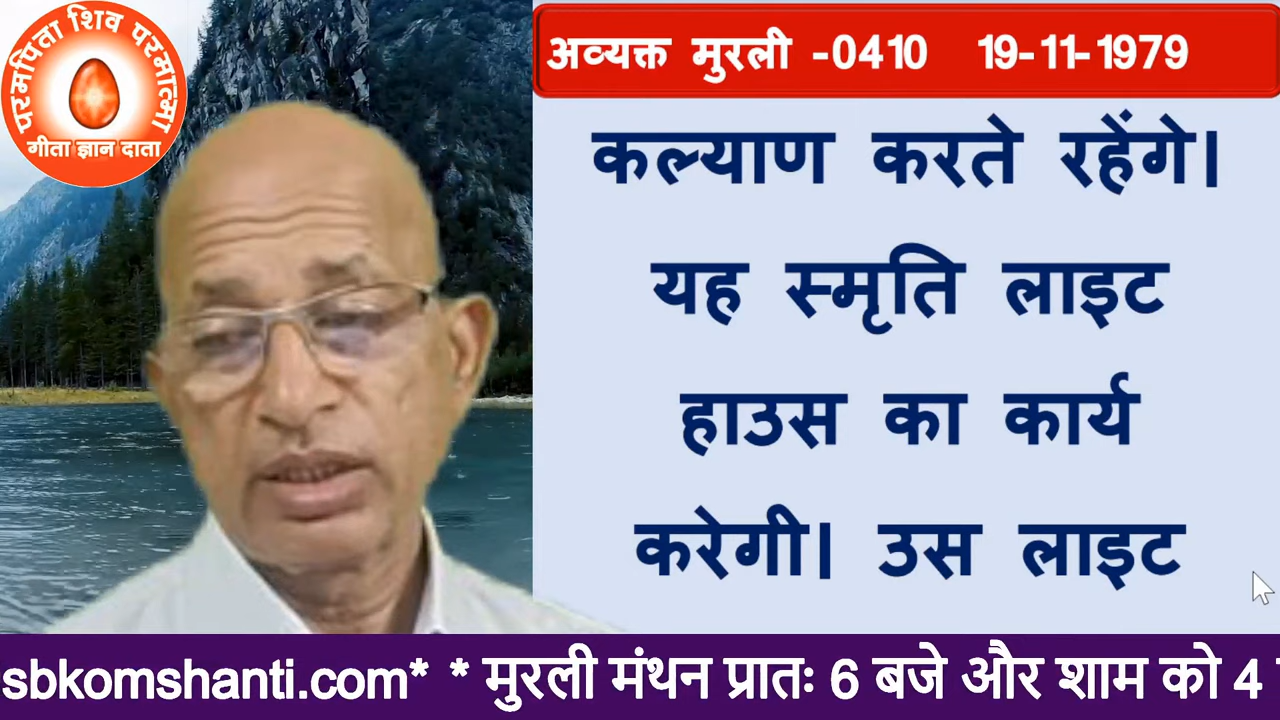 परमपिता शिव परमात्मा
गीता ज्ञान दाता
अव्यक्त मुरली -0410 19-11-1979
कल्याण करते रहेंगे।
यह स्मृति लाइट
हाउस का कार्य
करेगी। उस लाइट
sbkomshanti.com* * मुरली मंथन प्रातः 6 बजे और शाम को 4